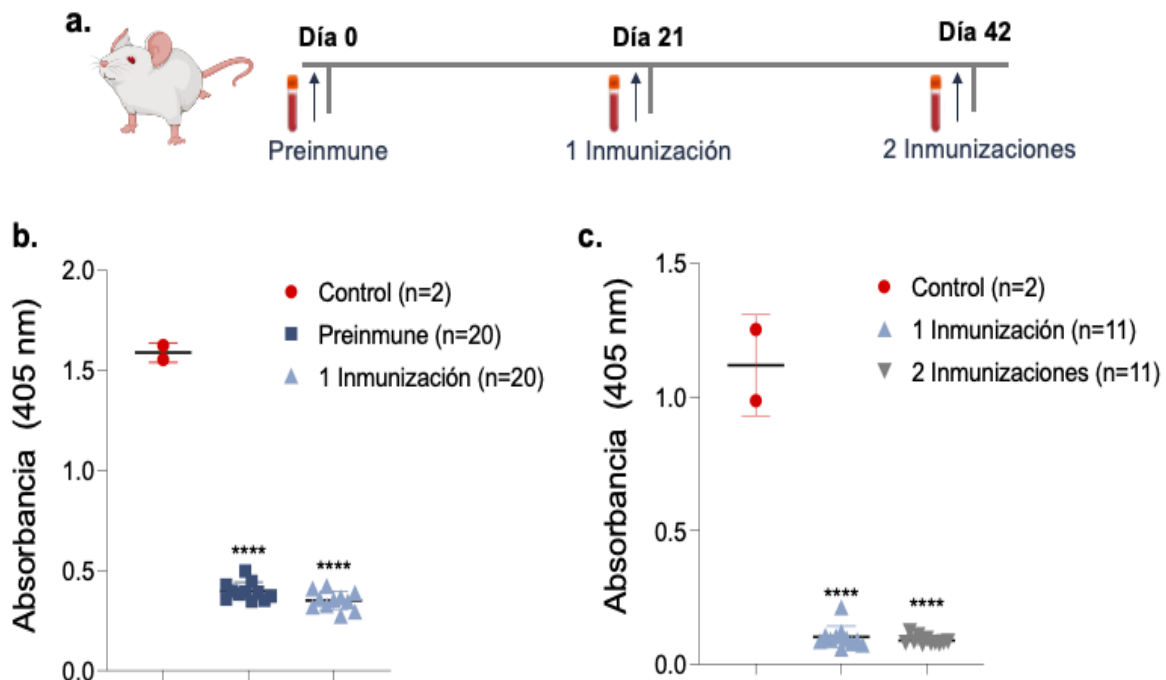 a.
Día 0
Día 21
Día 42
Preinmune
1 Inmunización
2 Inmunizaciones
b.
Absorbancia (405 nm)
2.0
1.5
1.0
0.5
0.0
Control (n=2)
Preinmune (n=20)
1 Inmunización (n=20)
****
****
c.
Absorbancia (405 nm)
1.5
1.0
0.5
0.0
Control (n=2)
1 Inmunización (n=11)
2 Inmunizaciones (n=11)
****
****